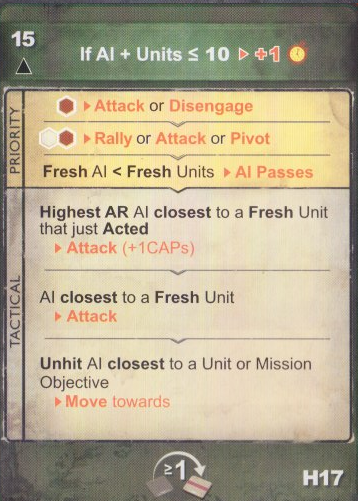 15
If AI + Units ≤ 10 ▸ +1
PRIORITY
▸ Attack or Disengage
▸ Rally or Attack or Pivot
Fresh AI < Fresh Units ▸ AI Passes
TACTICAL
Highest AR AI closest to a Fresh Unit
that just Acted
▸ Attack (+1CAPs)
AI closest to a Fresh Unit
▸ Attack
Unhit AI closest to a Unit or Mission
Objective
▸ Move towards
≥1
H17